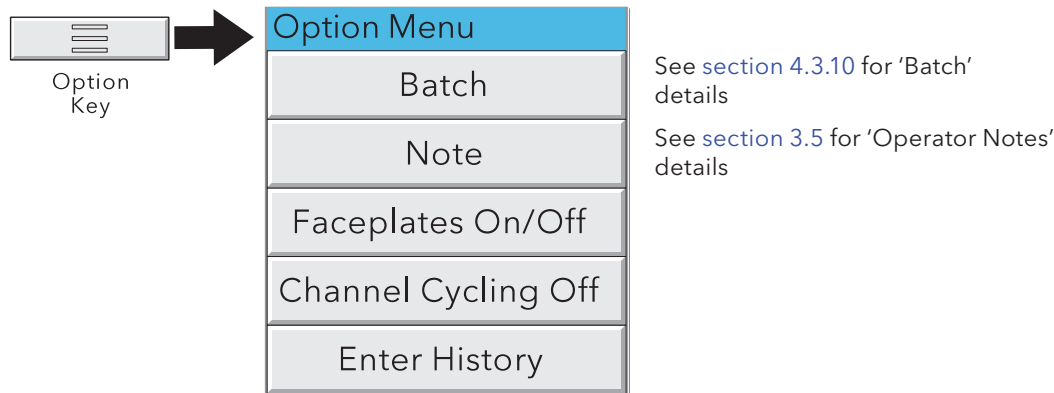 Option
Key
Option Menu
Batch
Note
Faceplates On/Off
Channel Cycling Off
Enter History
See section 4.3.10 for ‘Batch’
details
See section 3.5 for ‘Operator Notes’
details